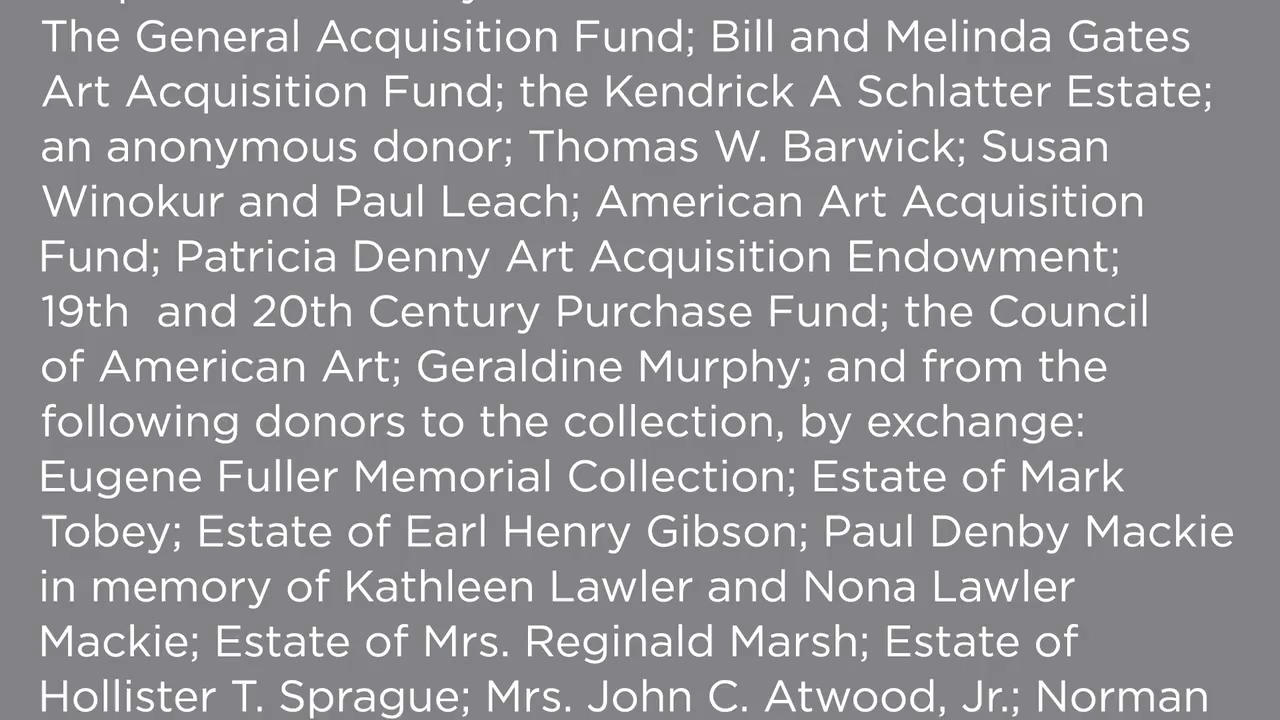 The General Acquisition Fund; Bill and Melinda Gates
Art Acquisition Fund; the Kendrick A Schlatter Estate;
an anonymous donor; Thomas W. Barwick; Susan
Winokur and Paul Leach; American Art Acquisition
Fund; Patricia Denny Art Acquisition Endowment;
19th  and 20th Century Purchase Fund; the Council
of American Art; Geraldine Murphy; and from the
following donors to the collection, by exchange:
Eugene Fuller Memorial Collection; Estate of Mark
Tobey; Estate of Earl Henry Gibson; Paul Denby Mackie
in memory of Kathleen Lawler and Nona Lawler
Mackie; Estate of Mrs. Reginald Marsh; Estate of
Hollister T. Sprague; Mrs. John C. Atwood, Jr.; Norman